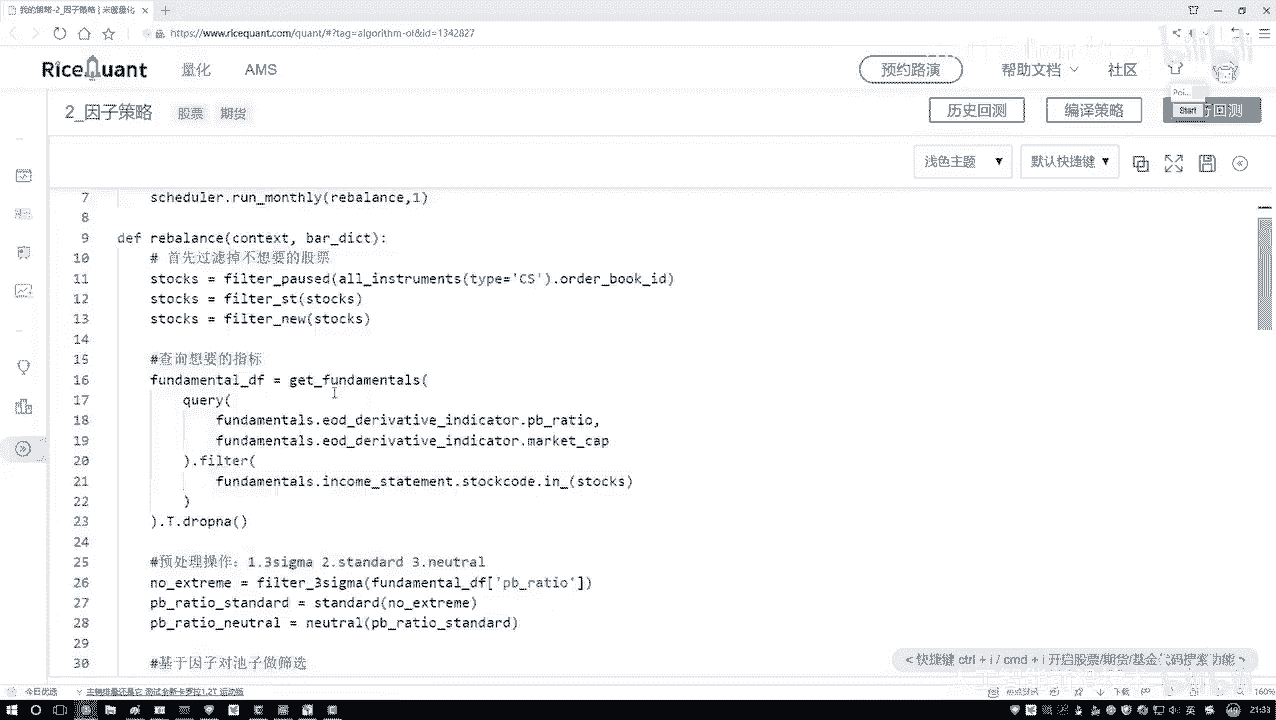 我的策略-2_因子策略 | 米筐量化
https://www.ricequant.com/quant/#?tag=algorithm-ot&id=1342827
RiceQuant 量化 AMS 预约路演 帮助文档 社区
Poi...
Start
2_因子策略 股票 期货 历史回测 编译策略 回测
浅色主题 默认快捷键
7 scheduler.run_monthly(rebalance,1)
8
9 def rebalance(context, bar_dict):
10 # 首先过滤掉不想要的股票
11 stocks = filter_paused(all_instruments(type='CS').order_book_id)
12 stocks = filter_st(stocks)
13 stocks = filter_new(stocks)
14
15 #查询想要的指标
16 fundamental_df = get_fundamentals(
17 query(
18 fundamentals.eod_derivative_indicator.pb_ratio,
19 fundamentals.eod_derivative_indicator.market_cap
20 ).filter(
21 fundamentals.income_statement.stockcode.in_(stocks)
22 )
23 ).T.dropna()
24
25 #预处理操作：1.3sigma 2.standard 3.neutral
26 no_extreme = filter_3sigma(fundamental_df['pb_ratio'])
27 pb_ratio_standard = standard(no_extreme)
28 pb_ratio_neutral = neutral(pb_ratio_standard)
29
30 #基于因子对池子做筛选
< 快捷键 ctrl + i / cmd + i 开启股票/期货/基金代码搜索功能 >
今日优选
下载
160%
英
21:33